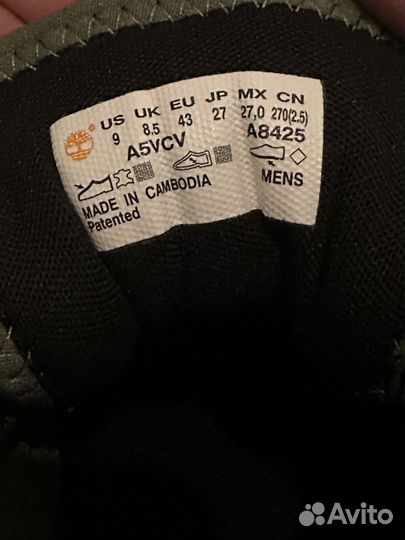 US UK EU JP MX CN
9 8.5 43 27 27,0 270(2.5)
A5VCV A8425
MENS
MADE IN CAMBODIA
Patented
Avito